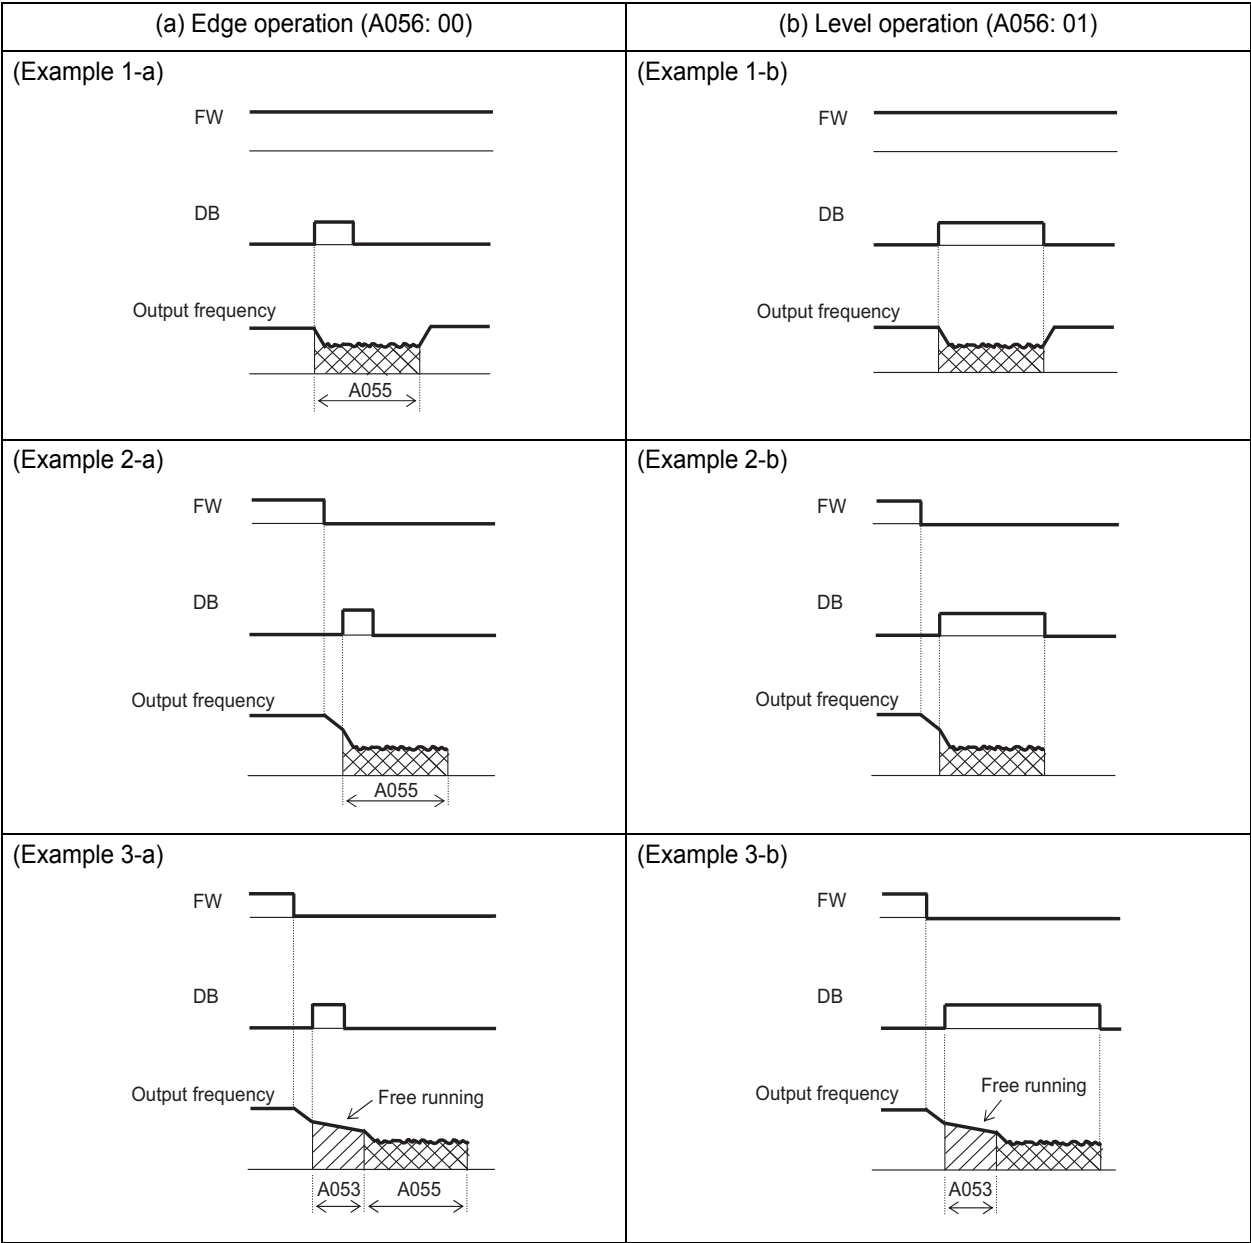 (a) Edge operation (A056: 00)
(b) Level operation (A056: 01)
(Example 1-a)
FW
DB
Output frequency
A055
(Example 1-b)
FW
DB
Output frequency
(Example 2-a)
FW
DB
Output frequency
A055
(Example 2-b)
FW
DB
Output frequency
(Example 3-a)
FW
DB
Output frequency
Free running
A053
A055
(Example 3-b)
FW
DB
Output frequency
Free running
A053